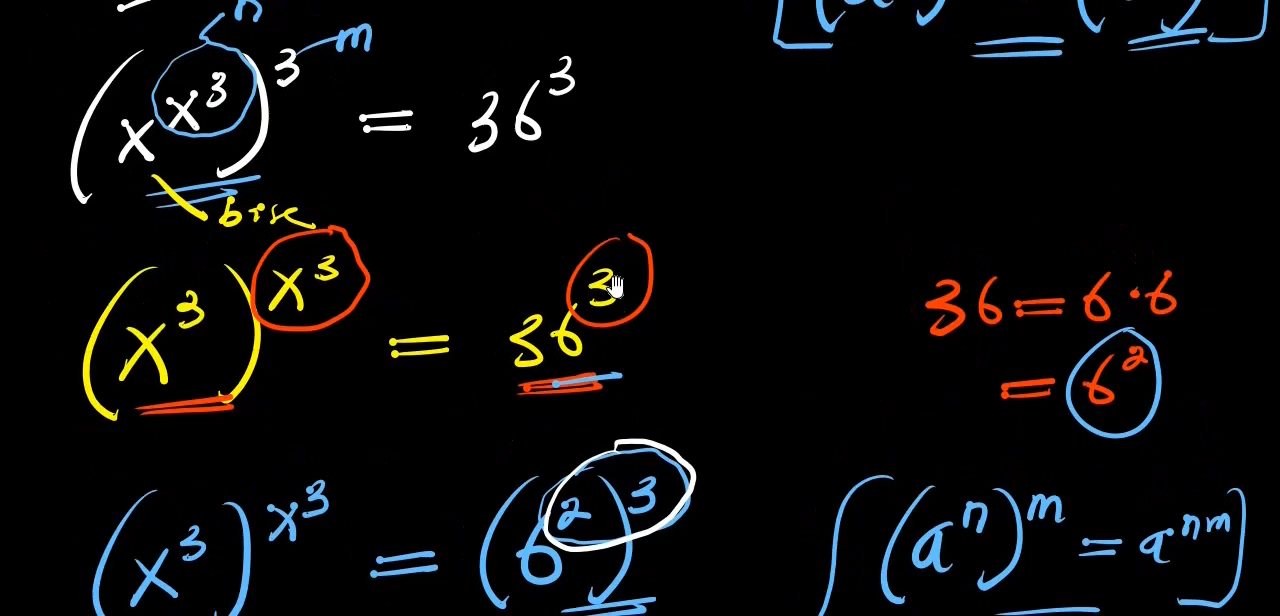 n
(x^{x^3})^3 m = 36^3
base
(x^3)^{x^3} = 36^3
36 = 6·6
= 6^2
(x^3)^{x^3} = (6^2)^3
[(a^n)^m = a^{nm}]